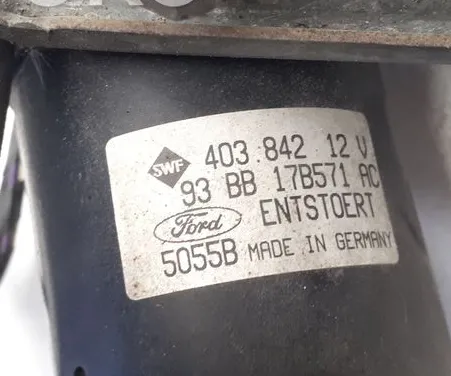 SWF 403 842 12 V
93 BB 17B571 AC
Ford ENTSTOERT
5055B MADE IN GERMANY